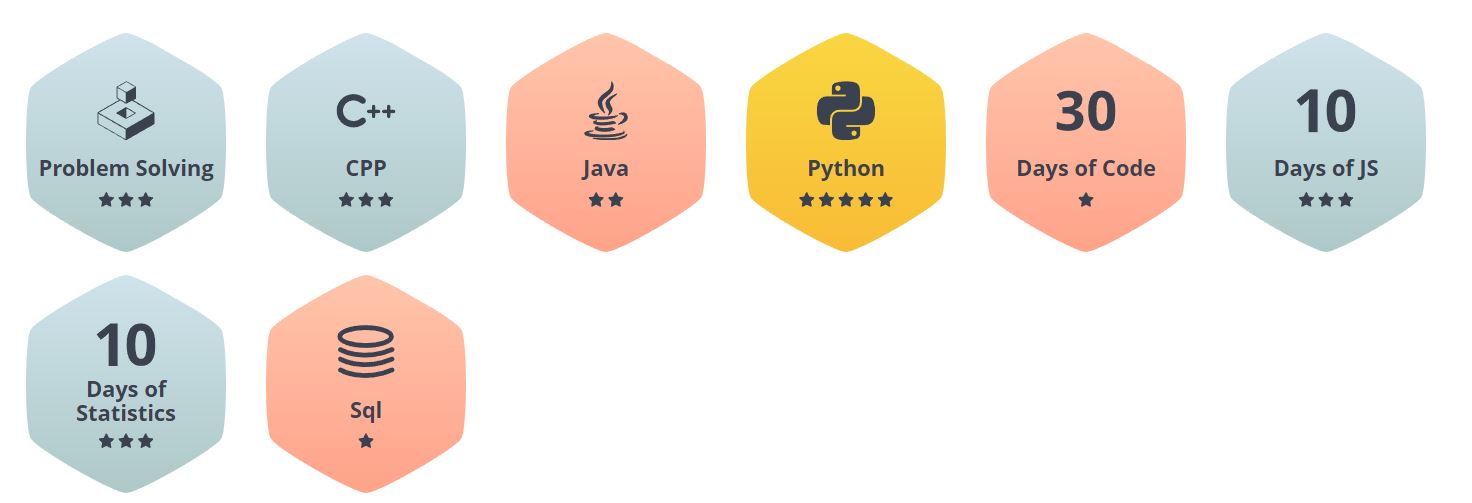 C++
30
10
Problem Solving
CPP
Java
Python
Days of Code
Days of JS
10
Days of
Statistics
Sql